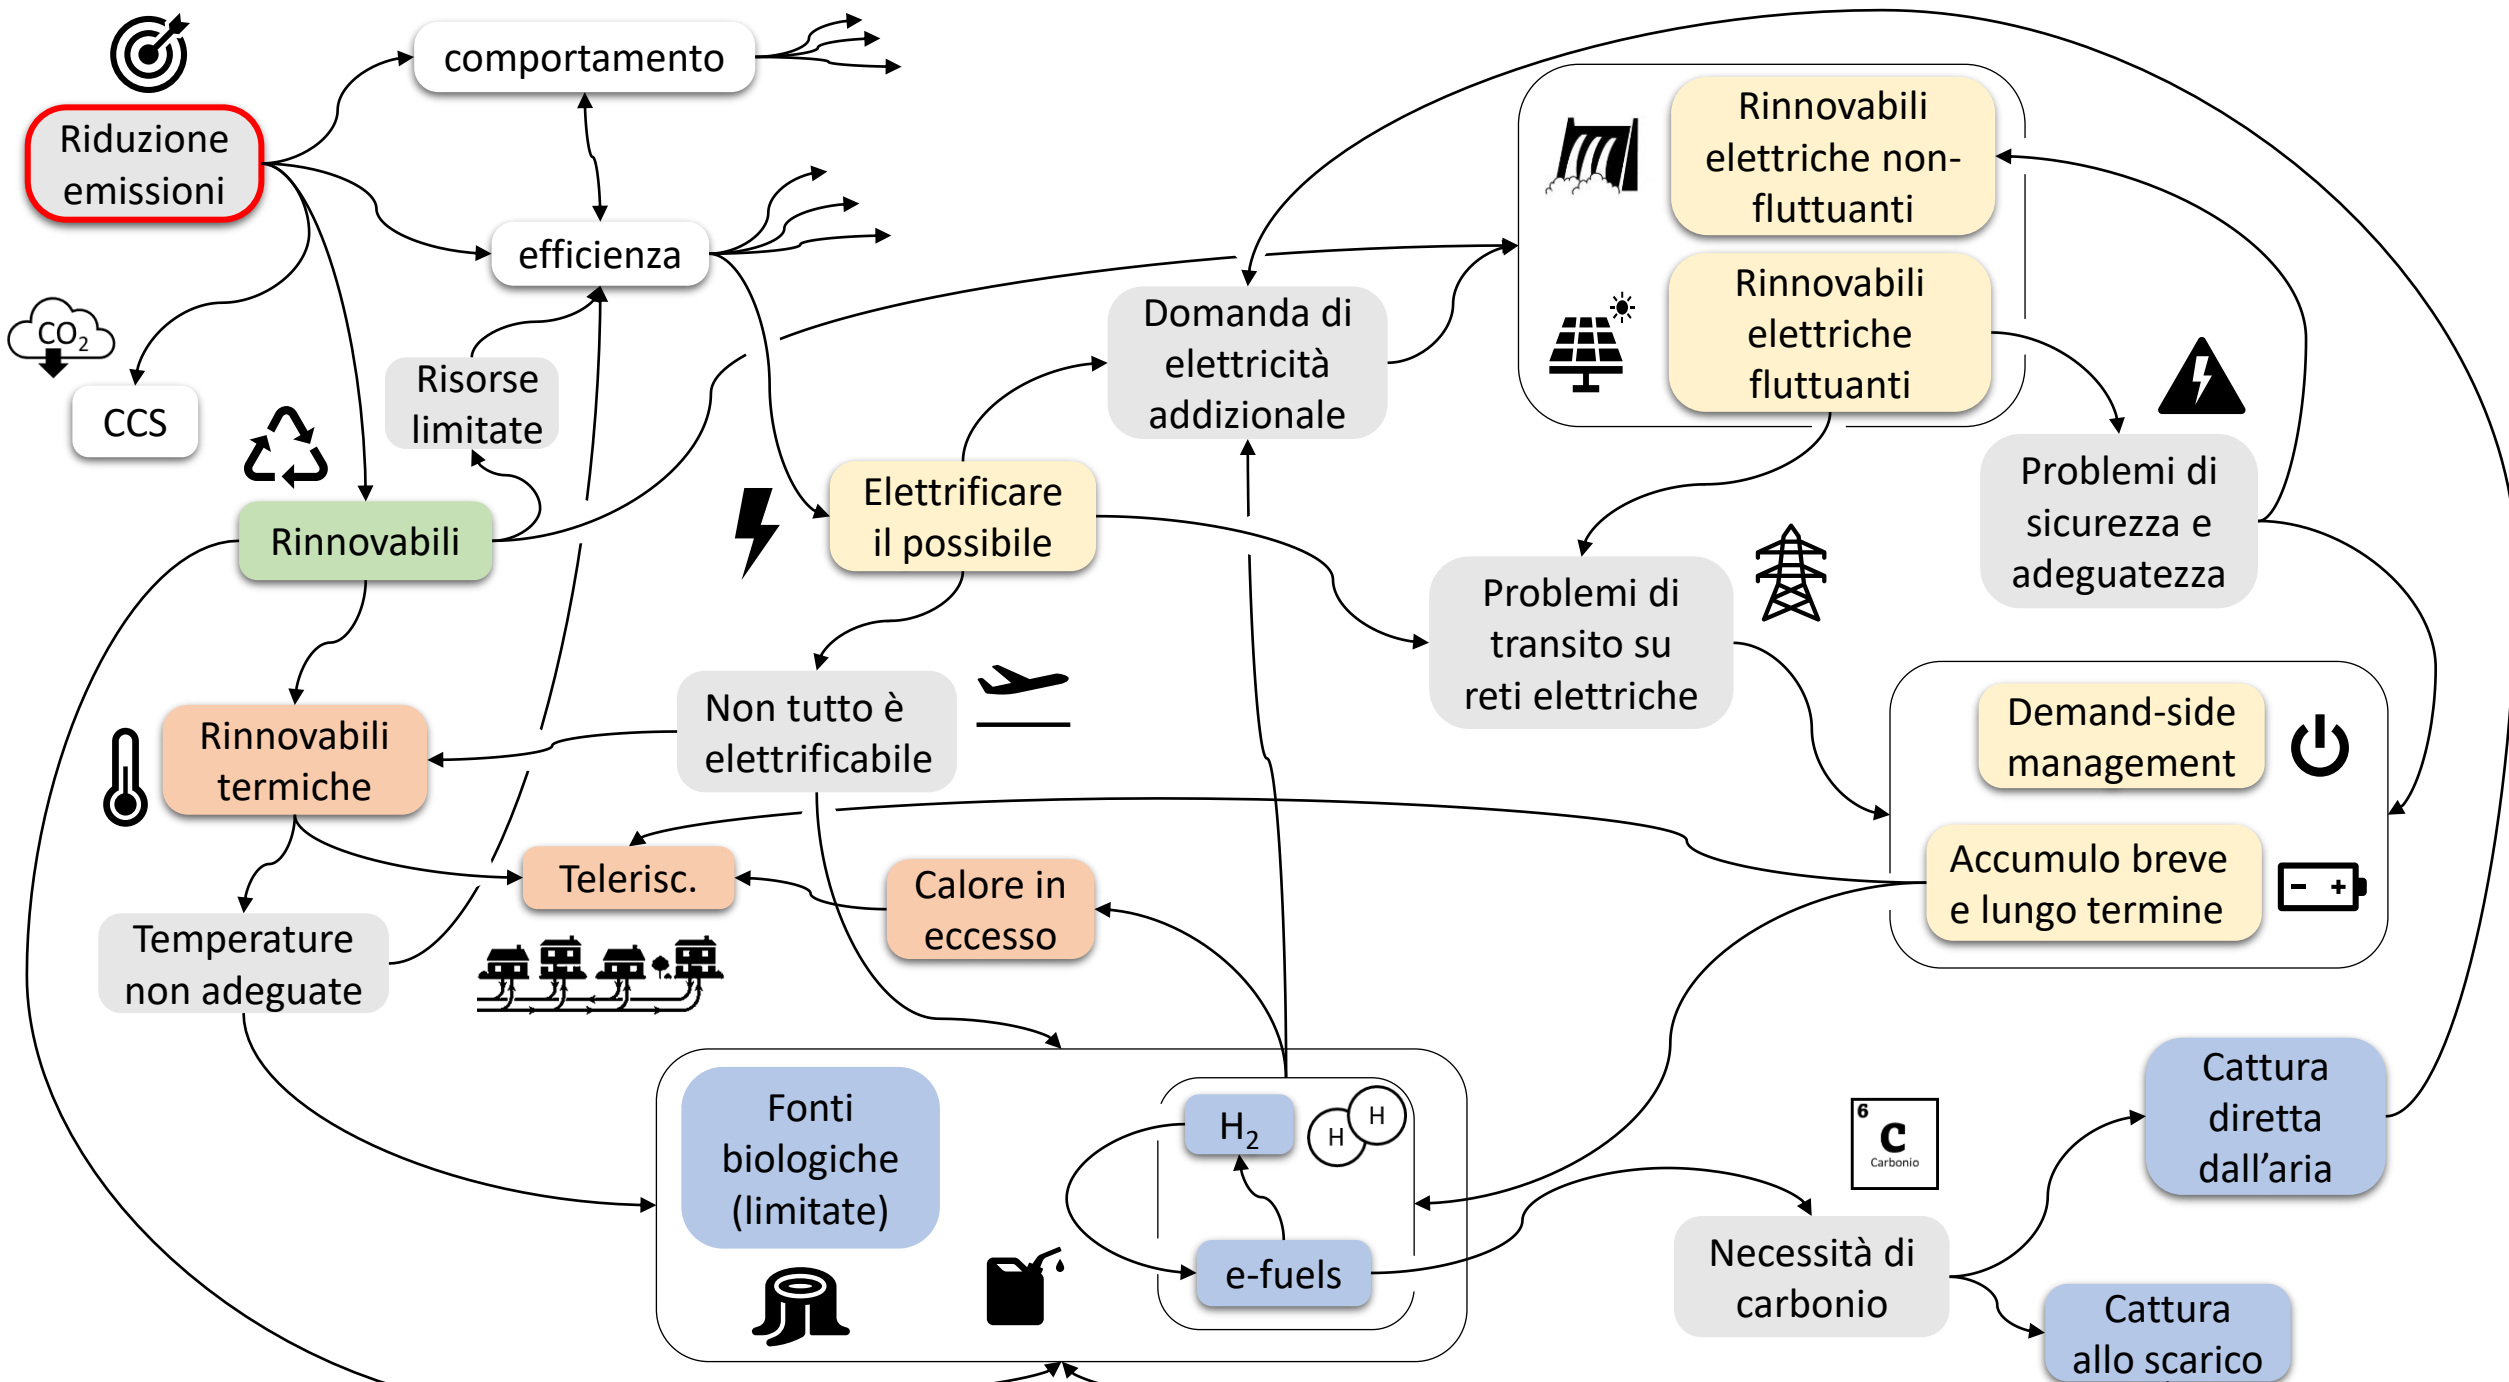 comportamento
Riduzione
emissioni
efficienza
CO₂
CCS
Risorse
limitate
Rinnovabili
Rinnovabili
elettriche non-
fluttuanti
Rinnovabili
elettriche
fluttuanti
Domanda di
elettricità
addizionale
Elettrificare
il possibile
Problemi di
sicurezza e
adeguatezza
Problemi di
transito su
reti elettriche
Non tutto è
elettrificabile
Rinnovabili
termiche
Demand-side
management
Telerisc.
Calore in
eccesso
Accumulo breve
e lungo termine
- +
Temperature
non adeguate
Fonti
biologiche
(limitate)
H₂
H H
e-fuels
6
C
Carbonio
Necessità di
carbonio
Cattura
diretta
dall'aria
Cattura
allo scarico